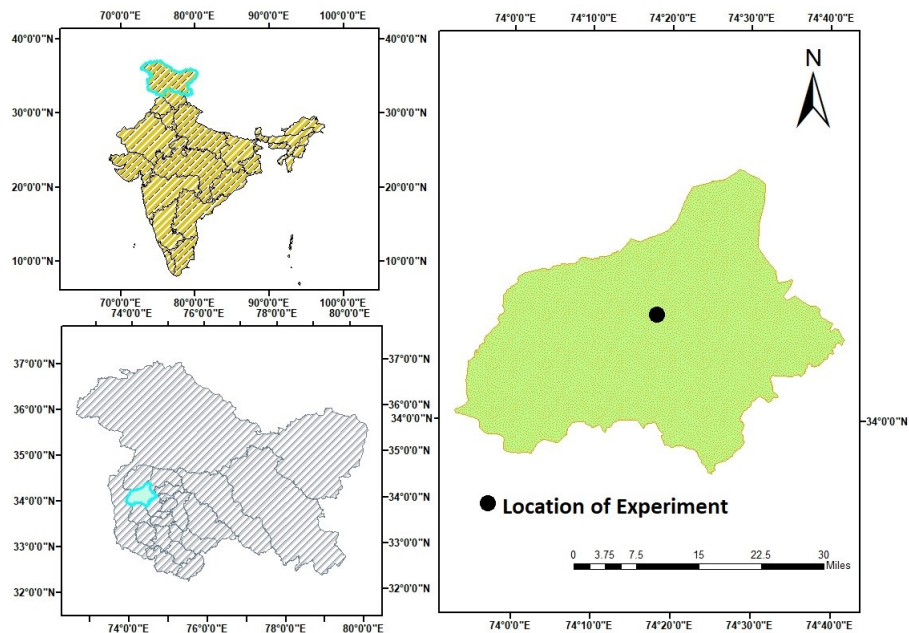 70°0'0"E 80°0'0"E 90°0'0"E 100°0'0"E
40°0'0"N 40°0'0"N
30°0'0"N 30°0'0"N
20°0'0"N 20°0'0"N
10°0'0"N 10°0'0"N
70°0'0"E 80°0'0"E 90°0'0"E 100°0'0"E
74°0'0"E 76°0'0"E 78°0'0"E 80°0'0"E
37°0'0"N 37°0'0"N
36°0'0"N 36°0'0"N
35°0'0"N 35°0'0"N
34°0'0"N 34°0'0"N
33°0'0"N 33°0'0"N
32°0'0"N 32°0'0"N
74°0'0"E 76°0'0"E 78°0'0"E 80°0'0"E
74°0'0"E 74°10'0"E 74°20'0"E 74°30'0"E 74°40'0"E
N
34°0'0"N 34°0'0"N
Location of Experiment
0 3.75 7.5 15 22.5 30
Miles
74°0'0"E 74°10'0"E 74°20'0"E 74°30'0"E 74°40'0"E